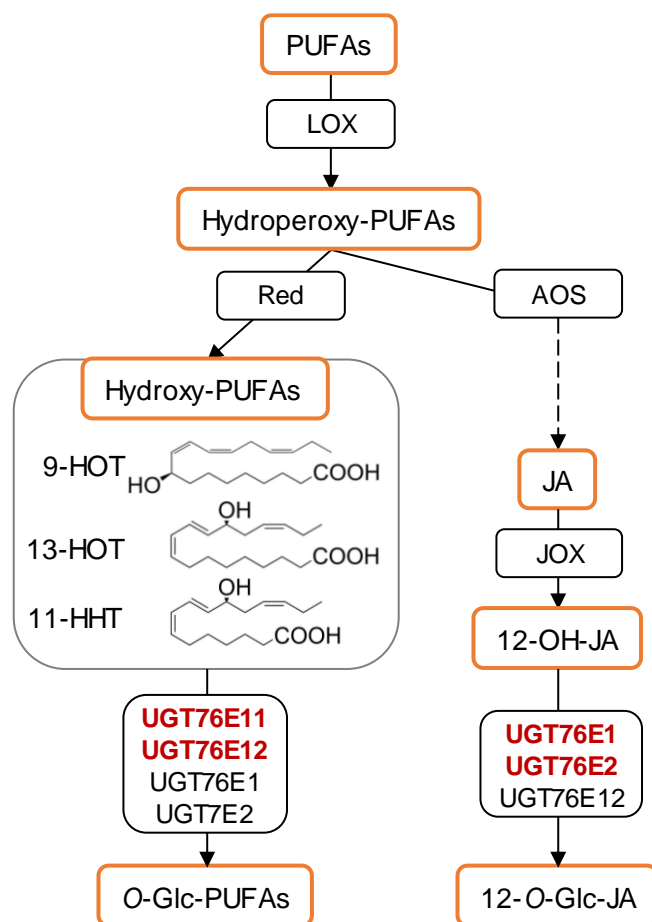 PUFAs
LOX
Hydroperoxy-PUFAs
Red
AOS
Hydroxy-PUFAs
9-HOT
HO
COOH
13-HOT
OH
COOH
11-HHT
OH
COOH
JA
JOX
12-OH-JA
UGT76E11
UGT76E12
UGT76E1
UGT7E2
UGT76E1
UGT76E2
UGT76E12
O-Glc-PUFAs
12-O-Glc-JA